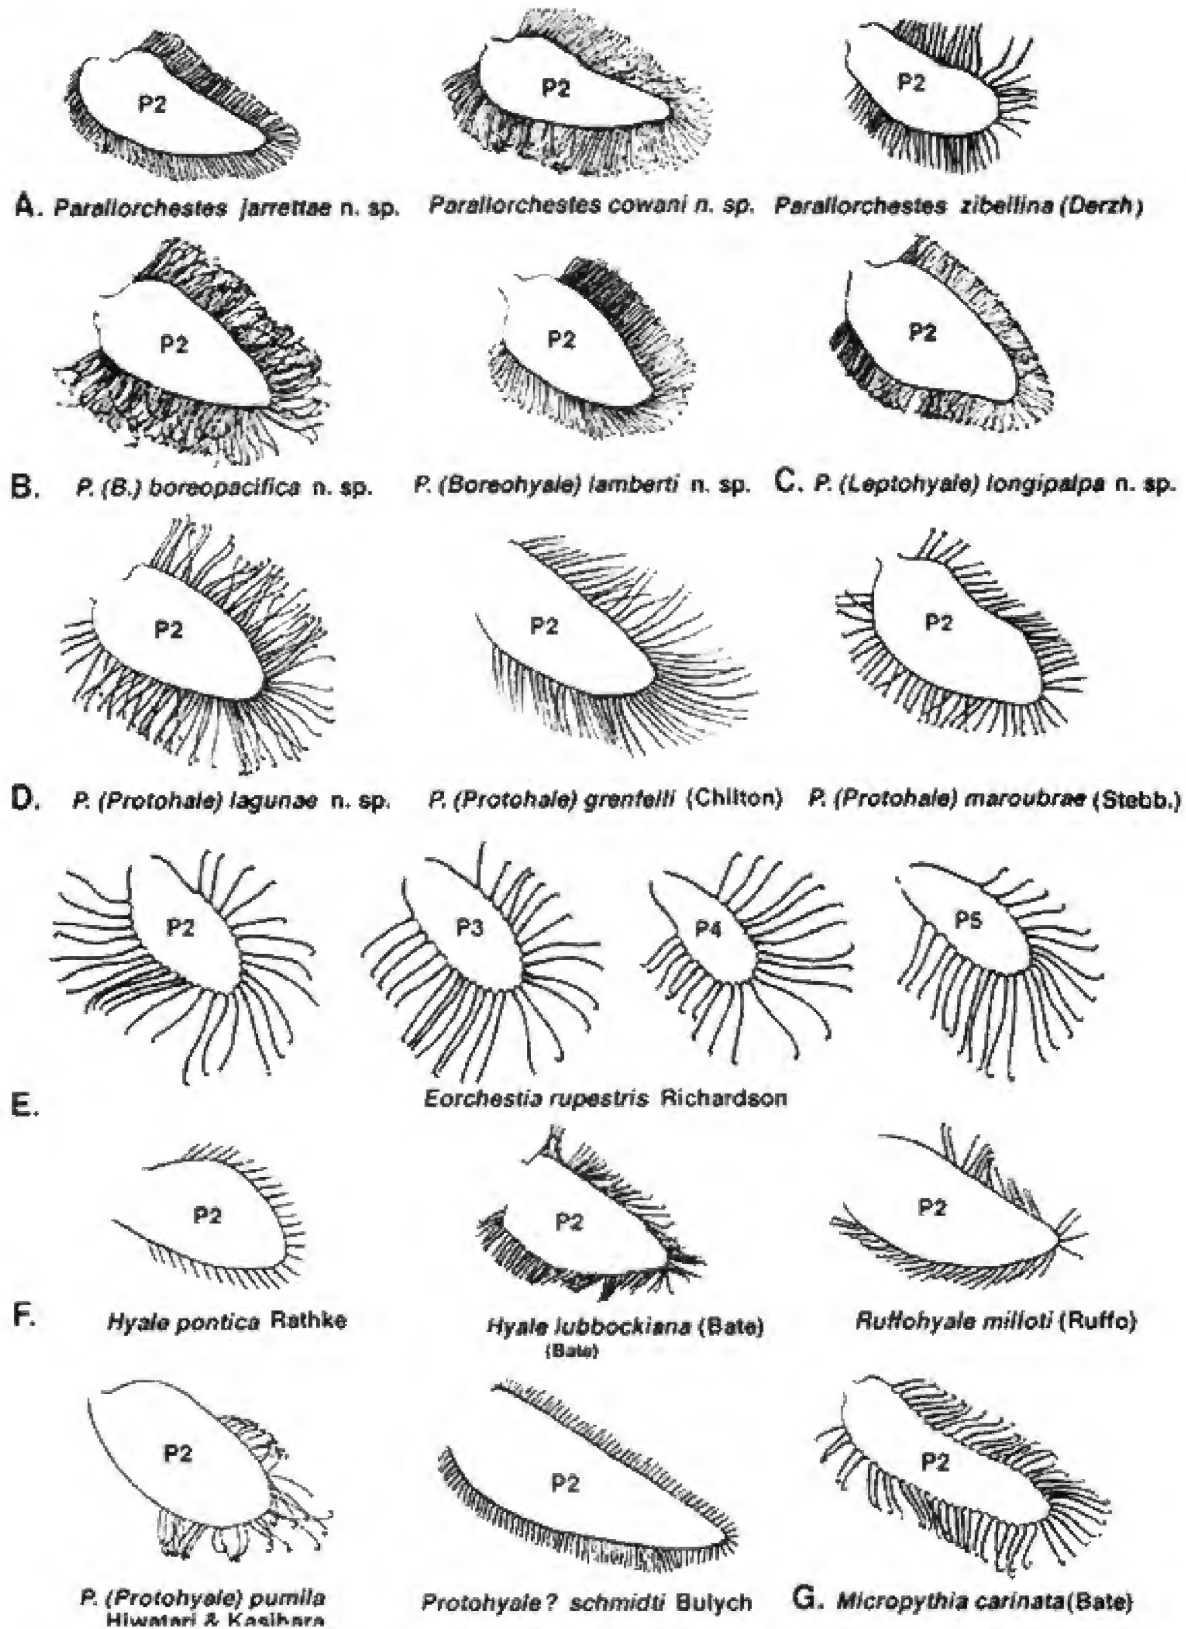 P2 P2 P2
A. Parallorchestes jarrettae n. sp. Parallorchestes cowani n. sp. Parallorchestes zibellina (Derzh)
P2 P2 P2
B. P. (B.) boreopacifica n. sp. P. (Boreohyale) lamberti n. sp. C. P. (Leptohyale) longipalpa n. sp.
P2 P2 P2
D. P. (Protohale) lagunae n. sp. P. (Protohale) grenfelli (Chilton) P. (Protohale) maroubrae (Stebb.)
P2 P3 P4 P5
E. Eorchestia rupestris Richardson
P2 P2 P2
F. Hyale pontica Rathke Hyale lubbockiana (Bate) Ruffohyale milloti (Ruffo)
(Bate)
P2 P2 P2
P. (Protohyale) pumila Protohyale? schmidti Bulych G. Micropythia carinata (Bate)
Hiwatari & Kasihara